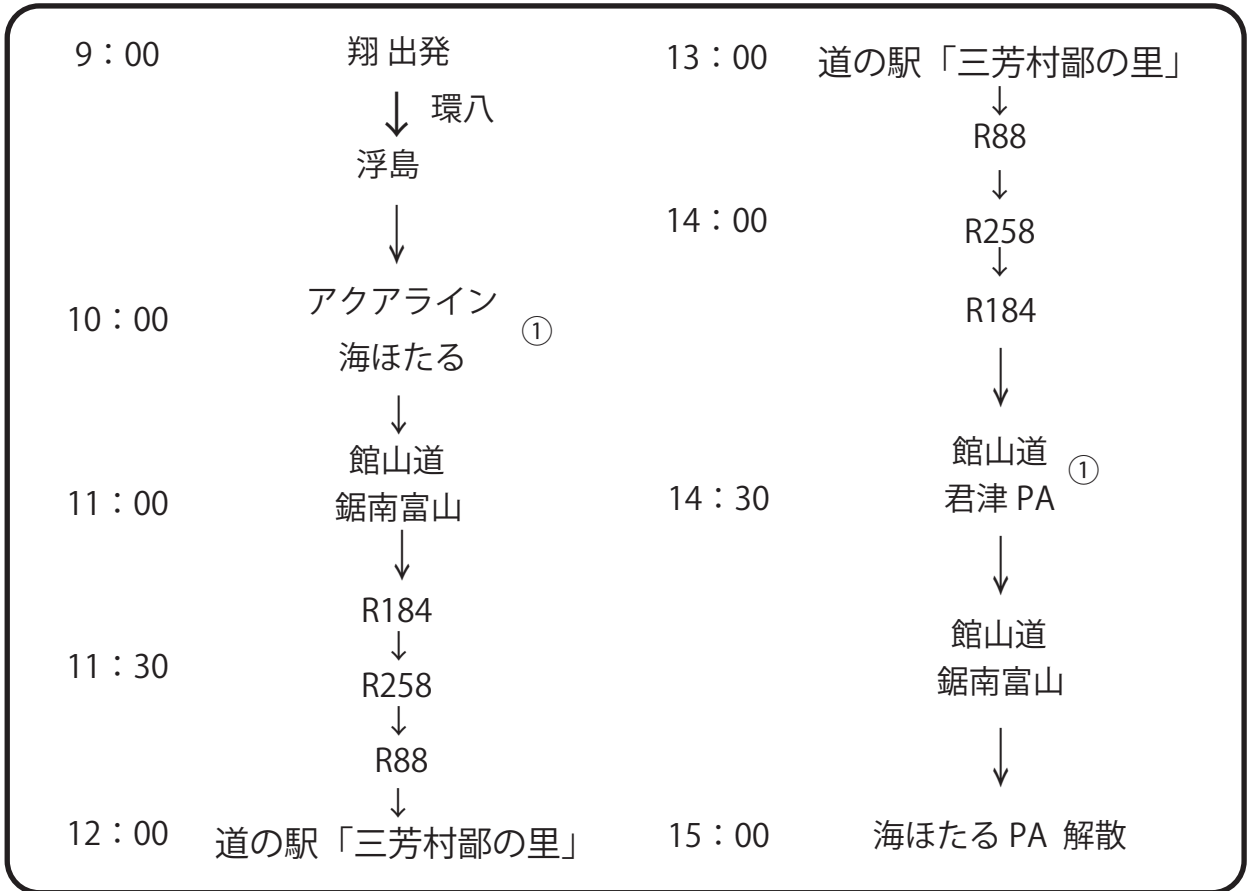 9：00 翔 出発
↓ 環八
浮島
↓
アクアライン
10：00 ①
海ほたる
↓
館山道
11：00 鋸南富山
↓
R184
↓
11：30 R258
↓
R88
↓
12：00 道の駅「三芳村鄙の里」
13：00 道の駅「三芳村鄙の里」
↓
R88
↓
14：00 R258
↓
R184
↓
館山道 ①
14：30 君津 PA
↓
館山道
鋸南富山
↓
15：00 海ほたる PA 解散